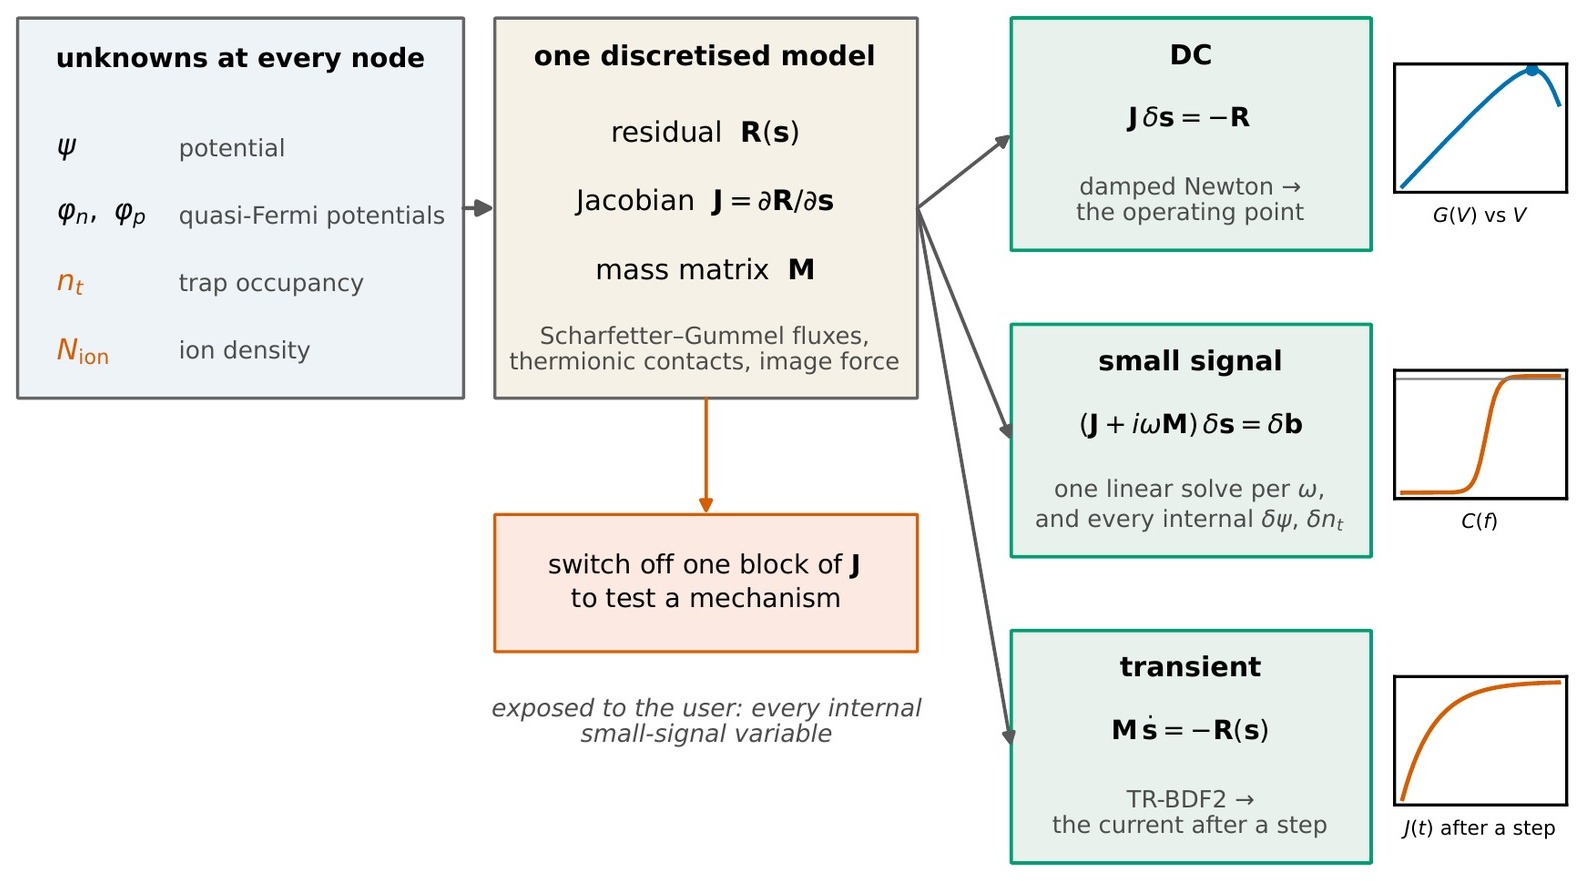 unknowns at every node
ψ potential
φₙ, φₚ quasi-Fermi potentials
nₜ trap occupancy
N_ion ion density
one discretised model
residual R(s)
Jacobian J = ∂R/∂s
mass matrix M
Scharfetter–Gummel fluxes,
thermionic contacts, image force
switch off one block of J
to test a mechanism
exposed to the user: every internal
small-signal variable
DC
J δs = −R
damped Newton →
the operating point
G(V) vs V
small signal
(J + iωM) δs = δb
one linear solve per ω,
and every internal δψ, δnₜ
C(f)
transient
M ṡ = −R(s)
TR-BDF2 →
the current after a step
J(t) after a step